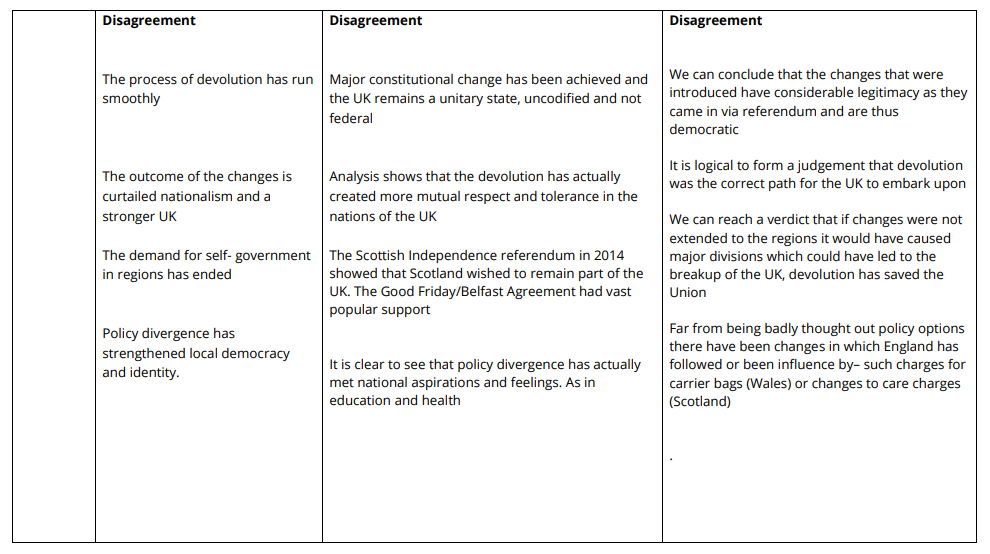 Disagreement
The process of devolution has run
smoothly
The outcome of the changes is
curtailed nationalism and a
stronger UK
The demand for self- government
in regions has ended
Policy divergence has
strengthened local democracy
and identity.
Disagreement
Major constitutional change has been achieved and
the UK remains a unitary state, uncodified and not
federal
Analysis shows that the devolution has actually
created more mutual respect and tolerance in the
nations of the UK
The Scottish Independence referendum in 2014
showed that Scotland wished to remain part of the
UK. The Good Friday/Belfast Agreement had vast
popular support
It is clear to see that policy divergence has actually
met national aspirations and feelings. As in
education and health
Disagreement
We can conclude that the changes that were
introduced have considerable legitimacy as they
came in via referendum and are thus
democratic
It is logical to form a judgement that devolution
was the correct path for the UK to embark upon
We can reach a verdict that if changes were not
extended to the regions it would have caused
major divisions which could have led to the
breakup of the UK, devolution has saved the
Union
Far from being badly thought out policy options
there have been changes in which England has
followed or been influence by– such charges for
carrier bags (Wales) or changes to care charges
(Scotland)
.